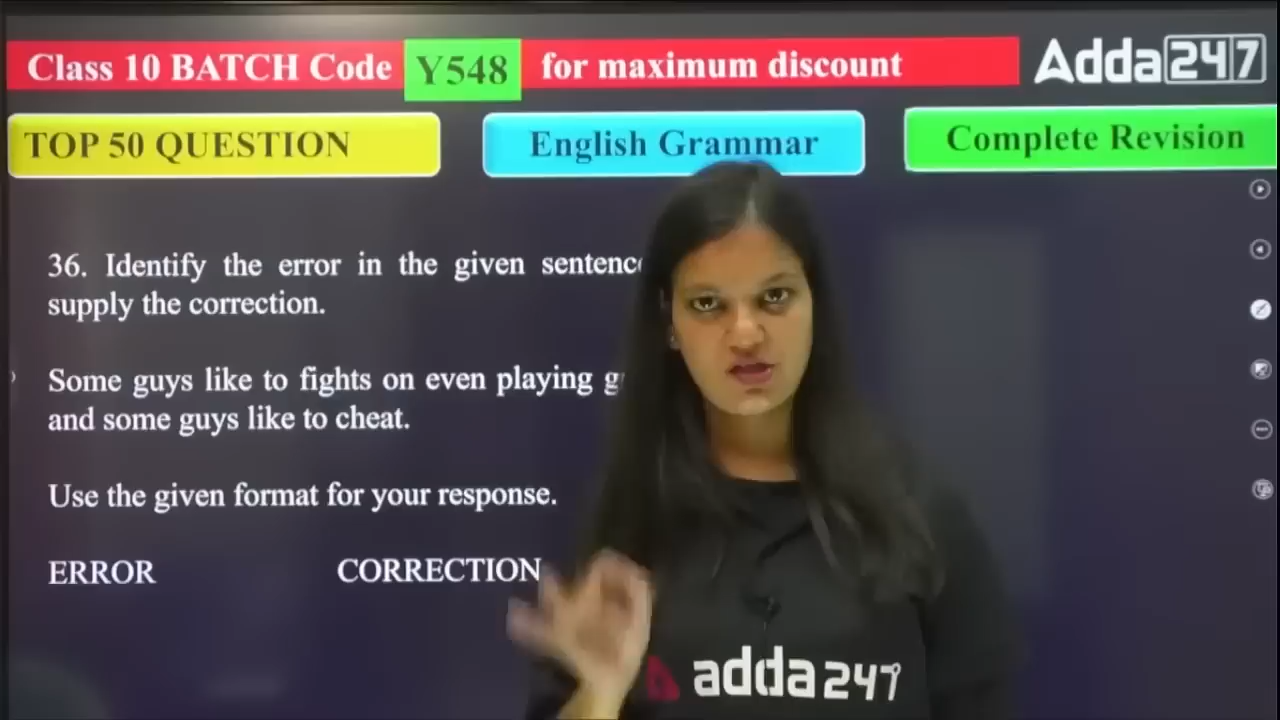 Class 10 BATCH Code Y548 for maximum discount
Adda247
TOP 50 QUESTION
English Grammar
Complete Revision
36. Identify the error in the given
supply the correction.
Some guys like to fights on even playing
and some guys like to cheat.
Use the given format for your response.
ERROR CORRECTION
adda247